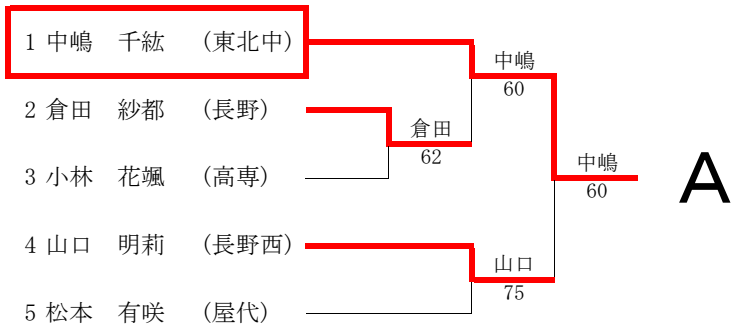 1 中嶋 千紘 (東北中)
中嶋
60
2 倉田 紗都 (長野)
倉田
62
3 小林 花颯 (高専)
中嶋
60
A
4 山口 明莉 (長野西)
山口
75
5 松本 有咲 (屋代)